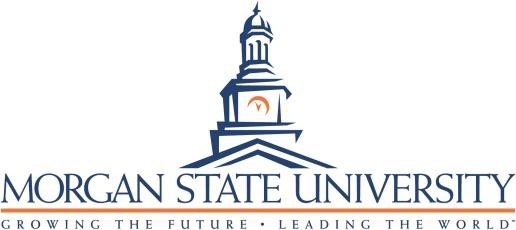 MORGAN STATE UNIVERSITY
GROWING THE FUTURE • LEADING THE WORLD™